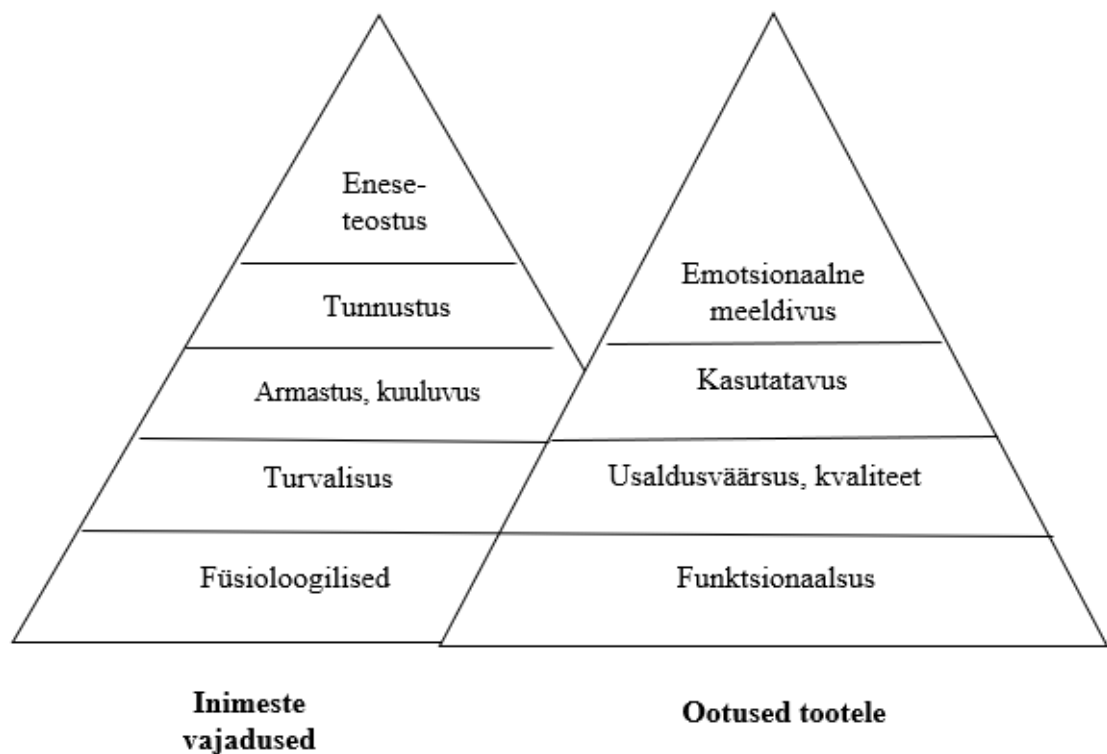 Enese-
teostus
Tunnustus
Armastus, kuuluvus
Turvalisus
Füsioloogilised
Inimeste
vajadused
Emotsionaalne
meeldivus
Kasutatavus
Usaldusväärsus, kvaliteet
Funktsionaalsus
Ootused tootele